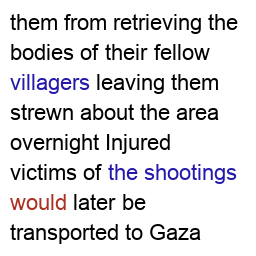 them from retrieving the
bodies of their fellow
villagers leaving them
strewn about the area
overnight Injured
victims of the shootings
would later be
transported to Gaza